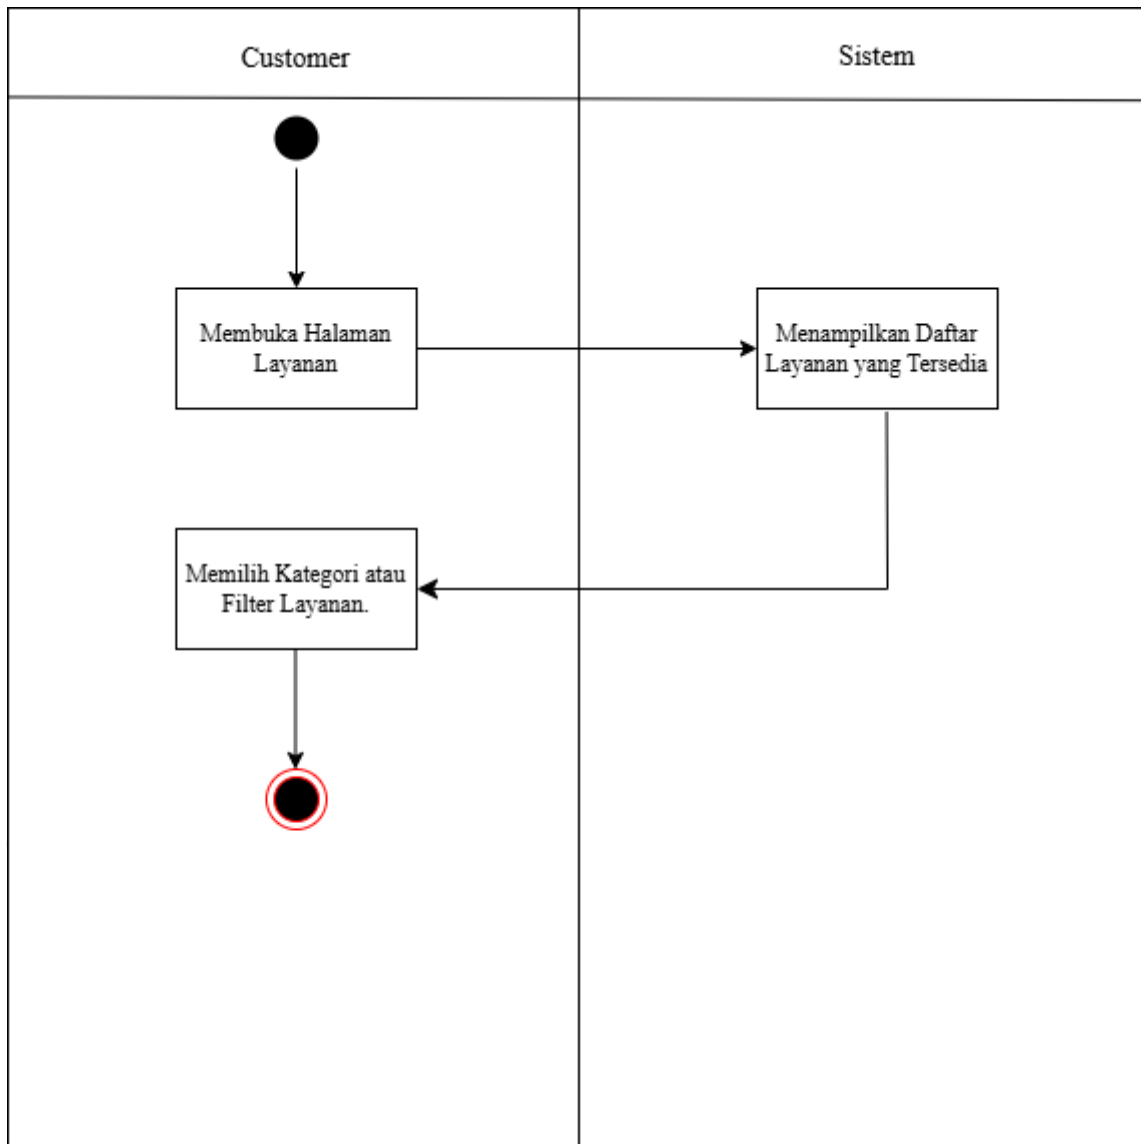 Customer
Sistem
Membuka Halaman
Layanan
Menampilkan Daftar
Layanan yang Tersedia
Memilih Kategori atau
Filter Layanan.